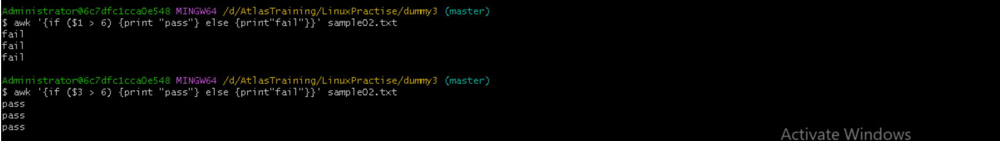 Administrator@6c7dfc1cca0e548 MINGW64 /d/AtlasTraining/LinuxPractise/dummy3 (master)
$ awk '{if ($1 > 6) {print "pass"} else {print"fail"}}' sample02.txt
fail
fail
fail
Administrator@6c7dfc1cca0e548 MINGW64 /d/AtlasTraining/LinuxPractise/dummy3 (master)
$ awk '{if ($3 > 6) {print "pass"} else {print"fail"}}' sample02.txt
pass
pass
pass
Activate Windows